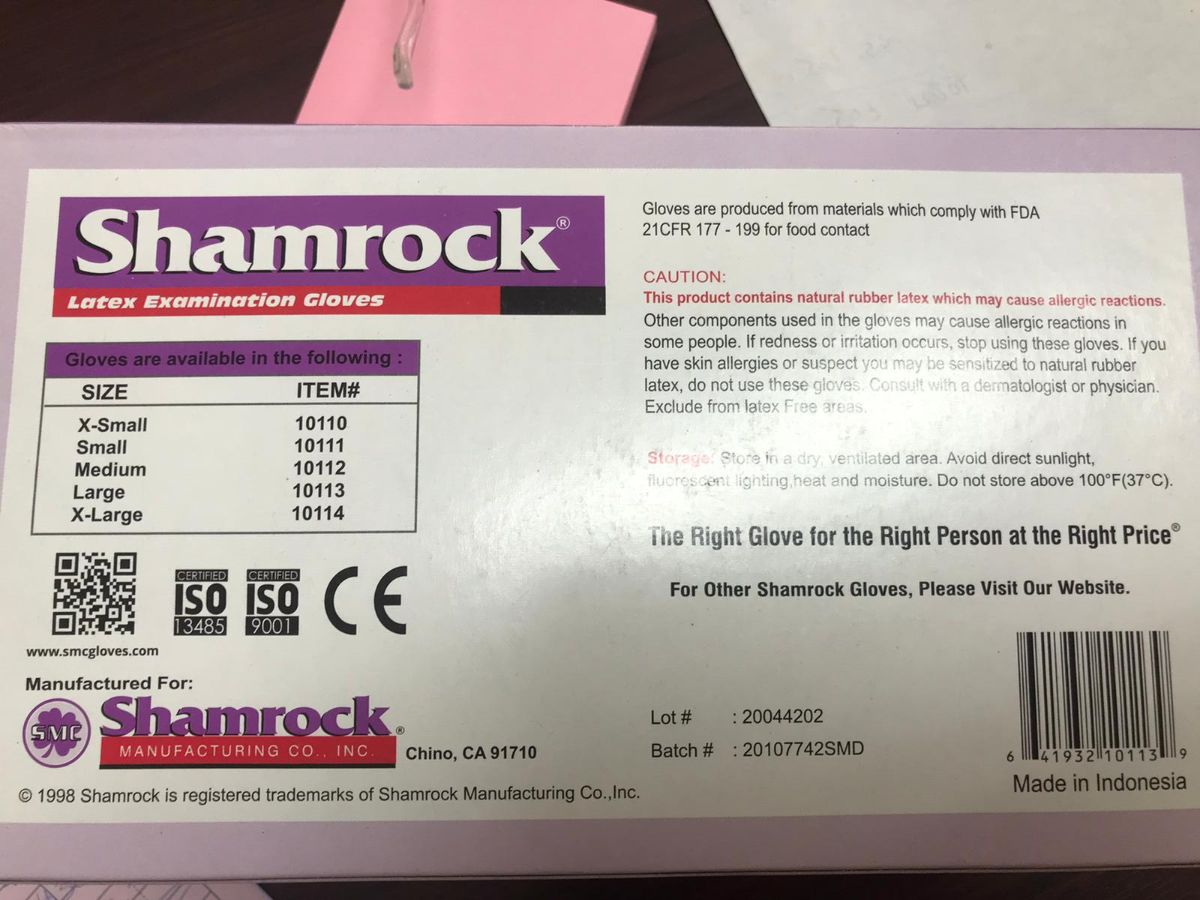 Shamrock®
Latex Examination Gloves
Gloves are available in the following :
SIZE ITEM#
X-Small 10110
Small 10111
Medium 10112
Large 10113
X-Large 10114
CERTIFIED CERTIFIED
ISO ISO CE
13485 9001
www.smcgloves.com
Manufactured For:
SMC Shamrock®
MANUFACTURING CO., INC. Chino, CA 91710
© 1998 Shamrock is registered trademarks of Shamrock Manufacturing Co.,Inc.
Gloves are produced from materials which comply with FDA
21CFR 177 - 199 for food contact
CAUTION:
This product contains natural rubber latex which may cause allergic reactions.
Other components used in the gloves may cause allergic reactions in
some people. If redness or irritation occurs, stop using these gloves. If you
have skin allergies or suspect you may be sensitized to natural rubber
latex, do not use these gloves. Consult with a dermatologist or physician.
Exclude from latex Free areas.
Storage: Store in a dry, ventilated area. Avoid direct sunlight,
fluorescent lighting,heat and moisture. Do not store above 100°F(37°C).
The Right Glove for the Right Person at the Right Price®
For Other Shamrock Gloves, Please Visit Our Website.
Lot # : 20044202
Batch # : 20107742SMD
6 41932 10113 9
Made in Indonesia